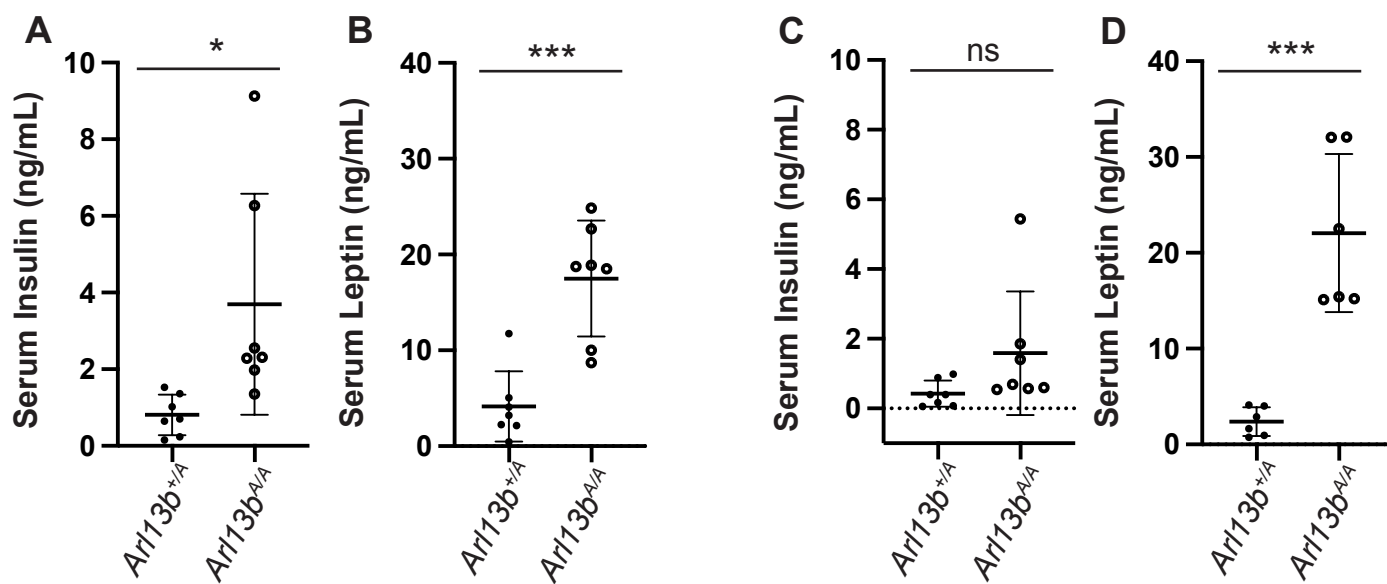 A
*
Serum Insulin (ng/mL)
10
8
6
4
2
0
Arl13b+/A
Arl13bA/A
B
***
Serum Leptin (ng/mL)
40
30
20
10
0
Arl13b+/A
Arl13bA/A
C
ns
Serum Insulin (ng/mL)
10
8
6
4
2
0
Arl13b+/A
Arl13bA/A
D
***
Serum Leptin (ng/mL)
40
30
20
10
0
Arl13b+/A
Arl13bA/A